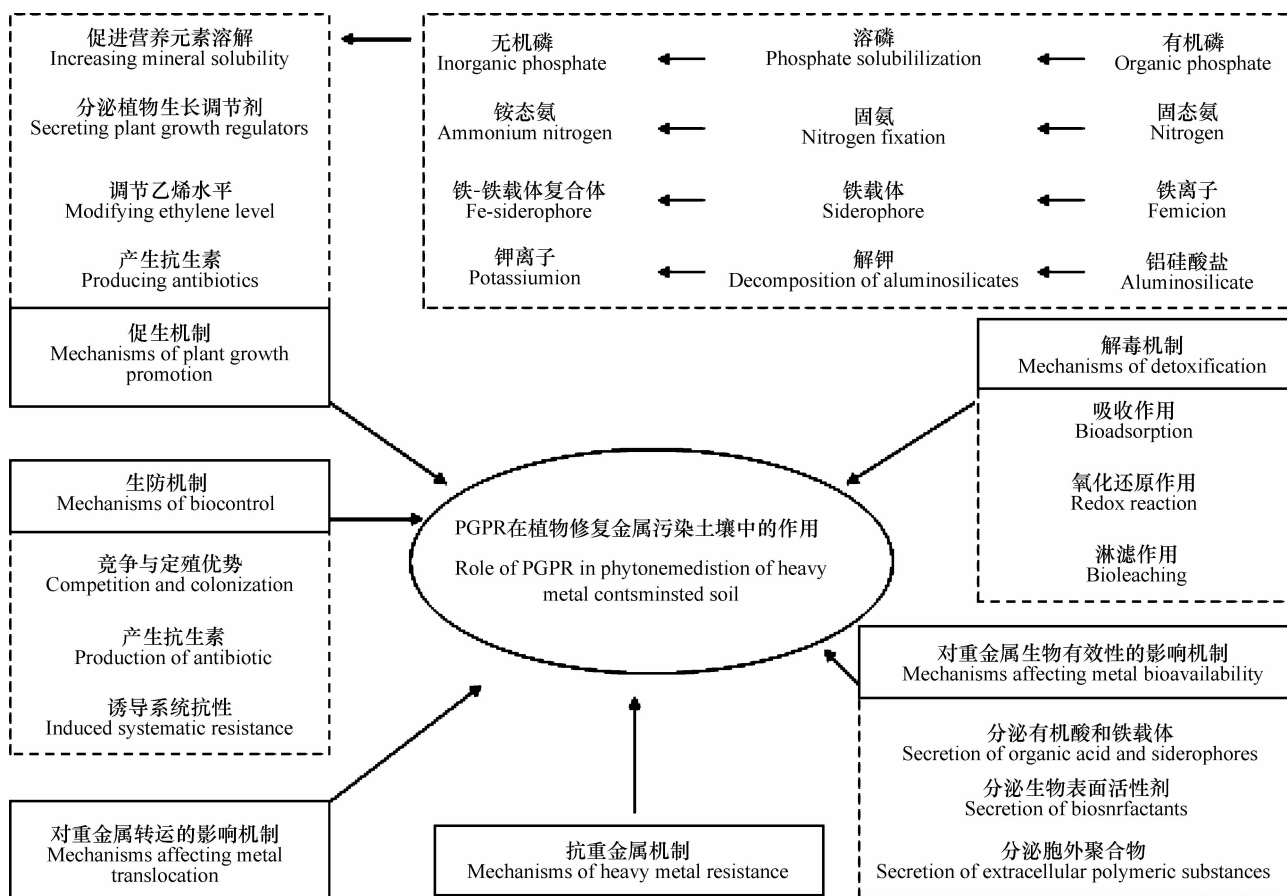 促进营养元素溶解
Increasing mineral solubility
分泌植物生长调节剂
Secreting plant growth regulators
调节乙烯水平
Modifying ethylene level
产生抗生素
Producing antibiotics
促生机制
Mechanisms of plant growth
promotion
无机磷
Inorganic phosphate
溶磷
Phosphate solubililization
有机磷
Organic phosphate
铵态氨
Ammonium nitrogen
固氨
Nitrogen fixation
固态氨
Nitrogen
铁-铁载体复合体
Fe-siderophore
铁载体
Siderophore
铁离子
Femicion
钾离子
Potassiumion
解钾
Decomposition of aluminosilicates
铝硅酸盐
Aluminosilicate
解毒机制
Mechanisms of detoxification
吸收作用
Bioadsorption
氧化还原作用
Redox reaction
淋滤作用
Bioleaching
生防机制
Mechanisms of biocontrol
竞争与定殖优势
Competition and colonization
产生抗生素
Production of antibiotic
诱导系统抗性
Induced systematic resistance
PGPR在植物修复金属污染土壤中的作用
Role of PGPR in phytonemedistion of heavy
metal contsminsted soil
对重金属生物有效性的影响机制
Mechanisms affecting metal bioavailability
分泌有机酸和铁载体
Secretion of organic acid and siderophores
分泌生物表面活性剂
Secretion of biosnrfactants
分泌胞外聚合物
Secretion of extracellular polymeric substances
对重金属转运的影响机制
Mechanisms affecting metal
translocation
抗重金属机制
Mechanisms of heavy metal resistance